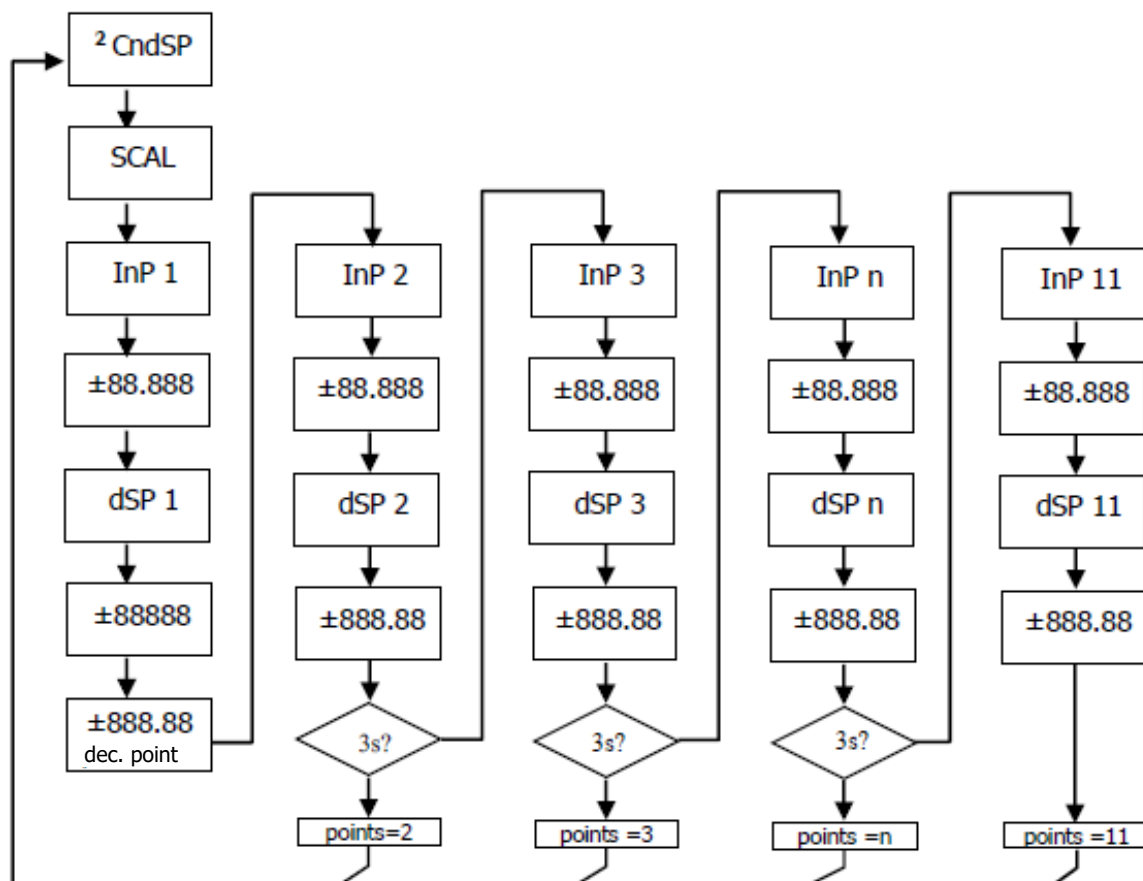 ² CndSP
SCAL
InP 1
±88.888
dSP 1
±88888
±888.88
dec. point
InP 2
±88.888
dSP 2
±888.88
3s?
points=2
InP 3
±88.888
dSP 3
±888.88
3s?
points =3
InP n
±88.888
dSP n
±888.88
3s?
points =n
InP 11
±88.888
dSP 11
±888.88
points =11